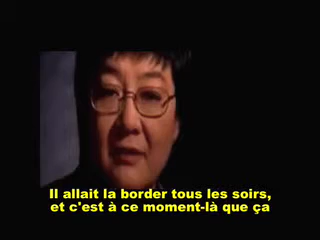 Il allait la border tous les soirs,
et c'est à ce moment-là que ça